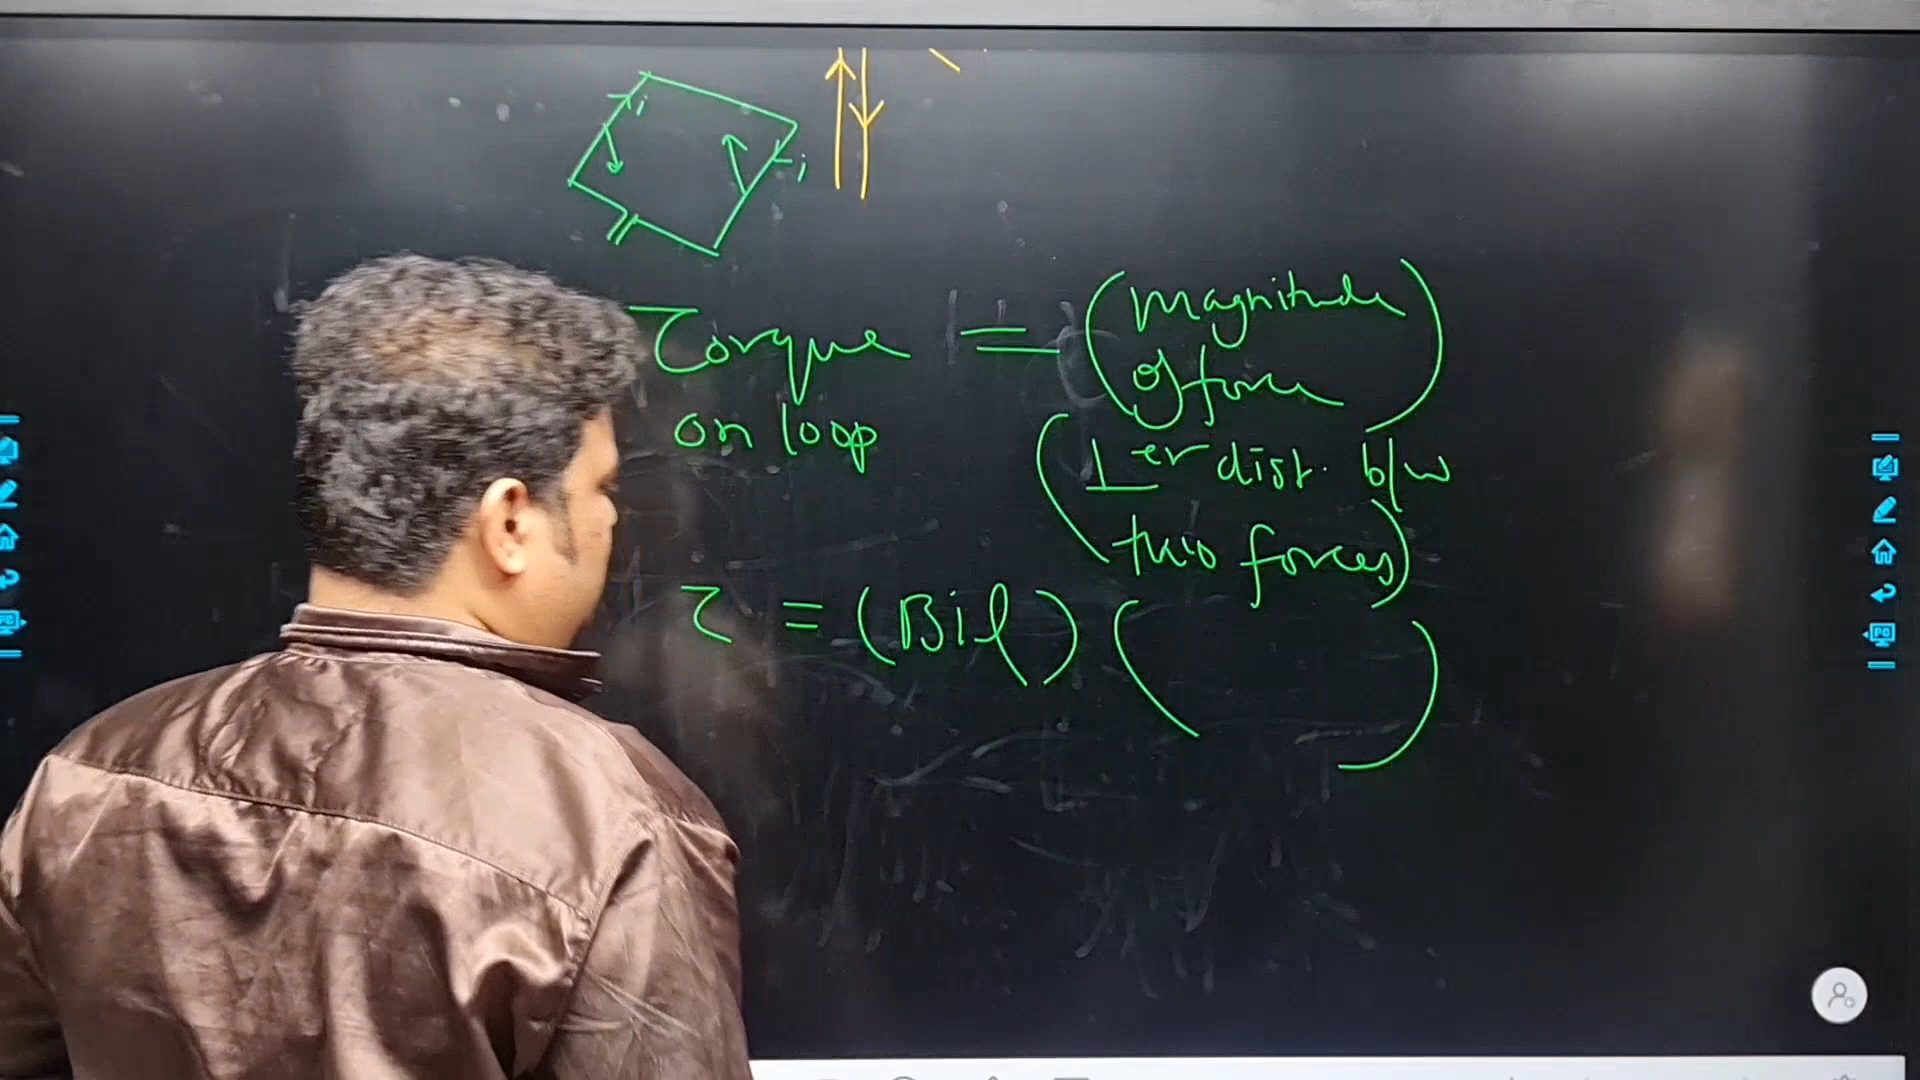 i
i
Torque = (magnitude
of force)
on loop (⊥er dist. b/w
two forces)
τ = (Bil) ( )